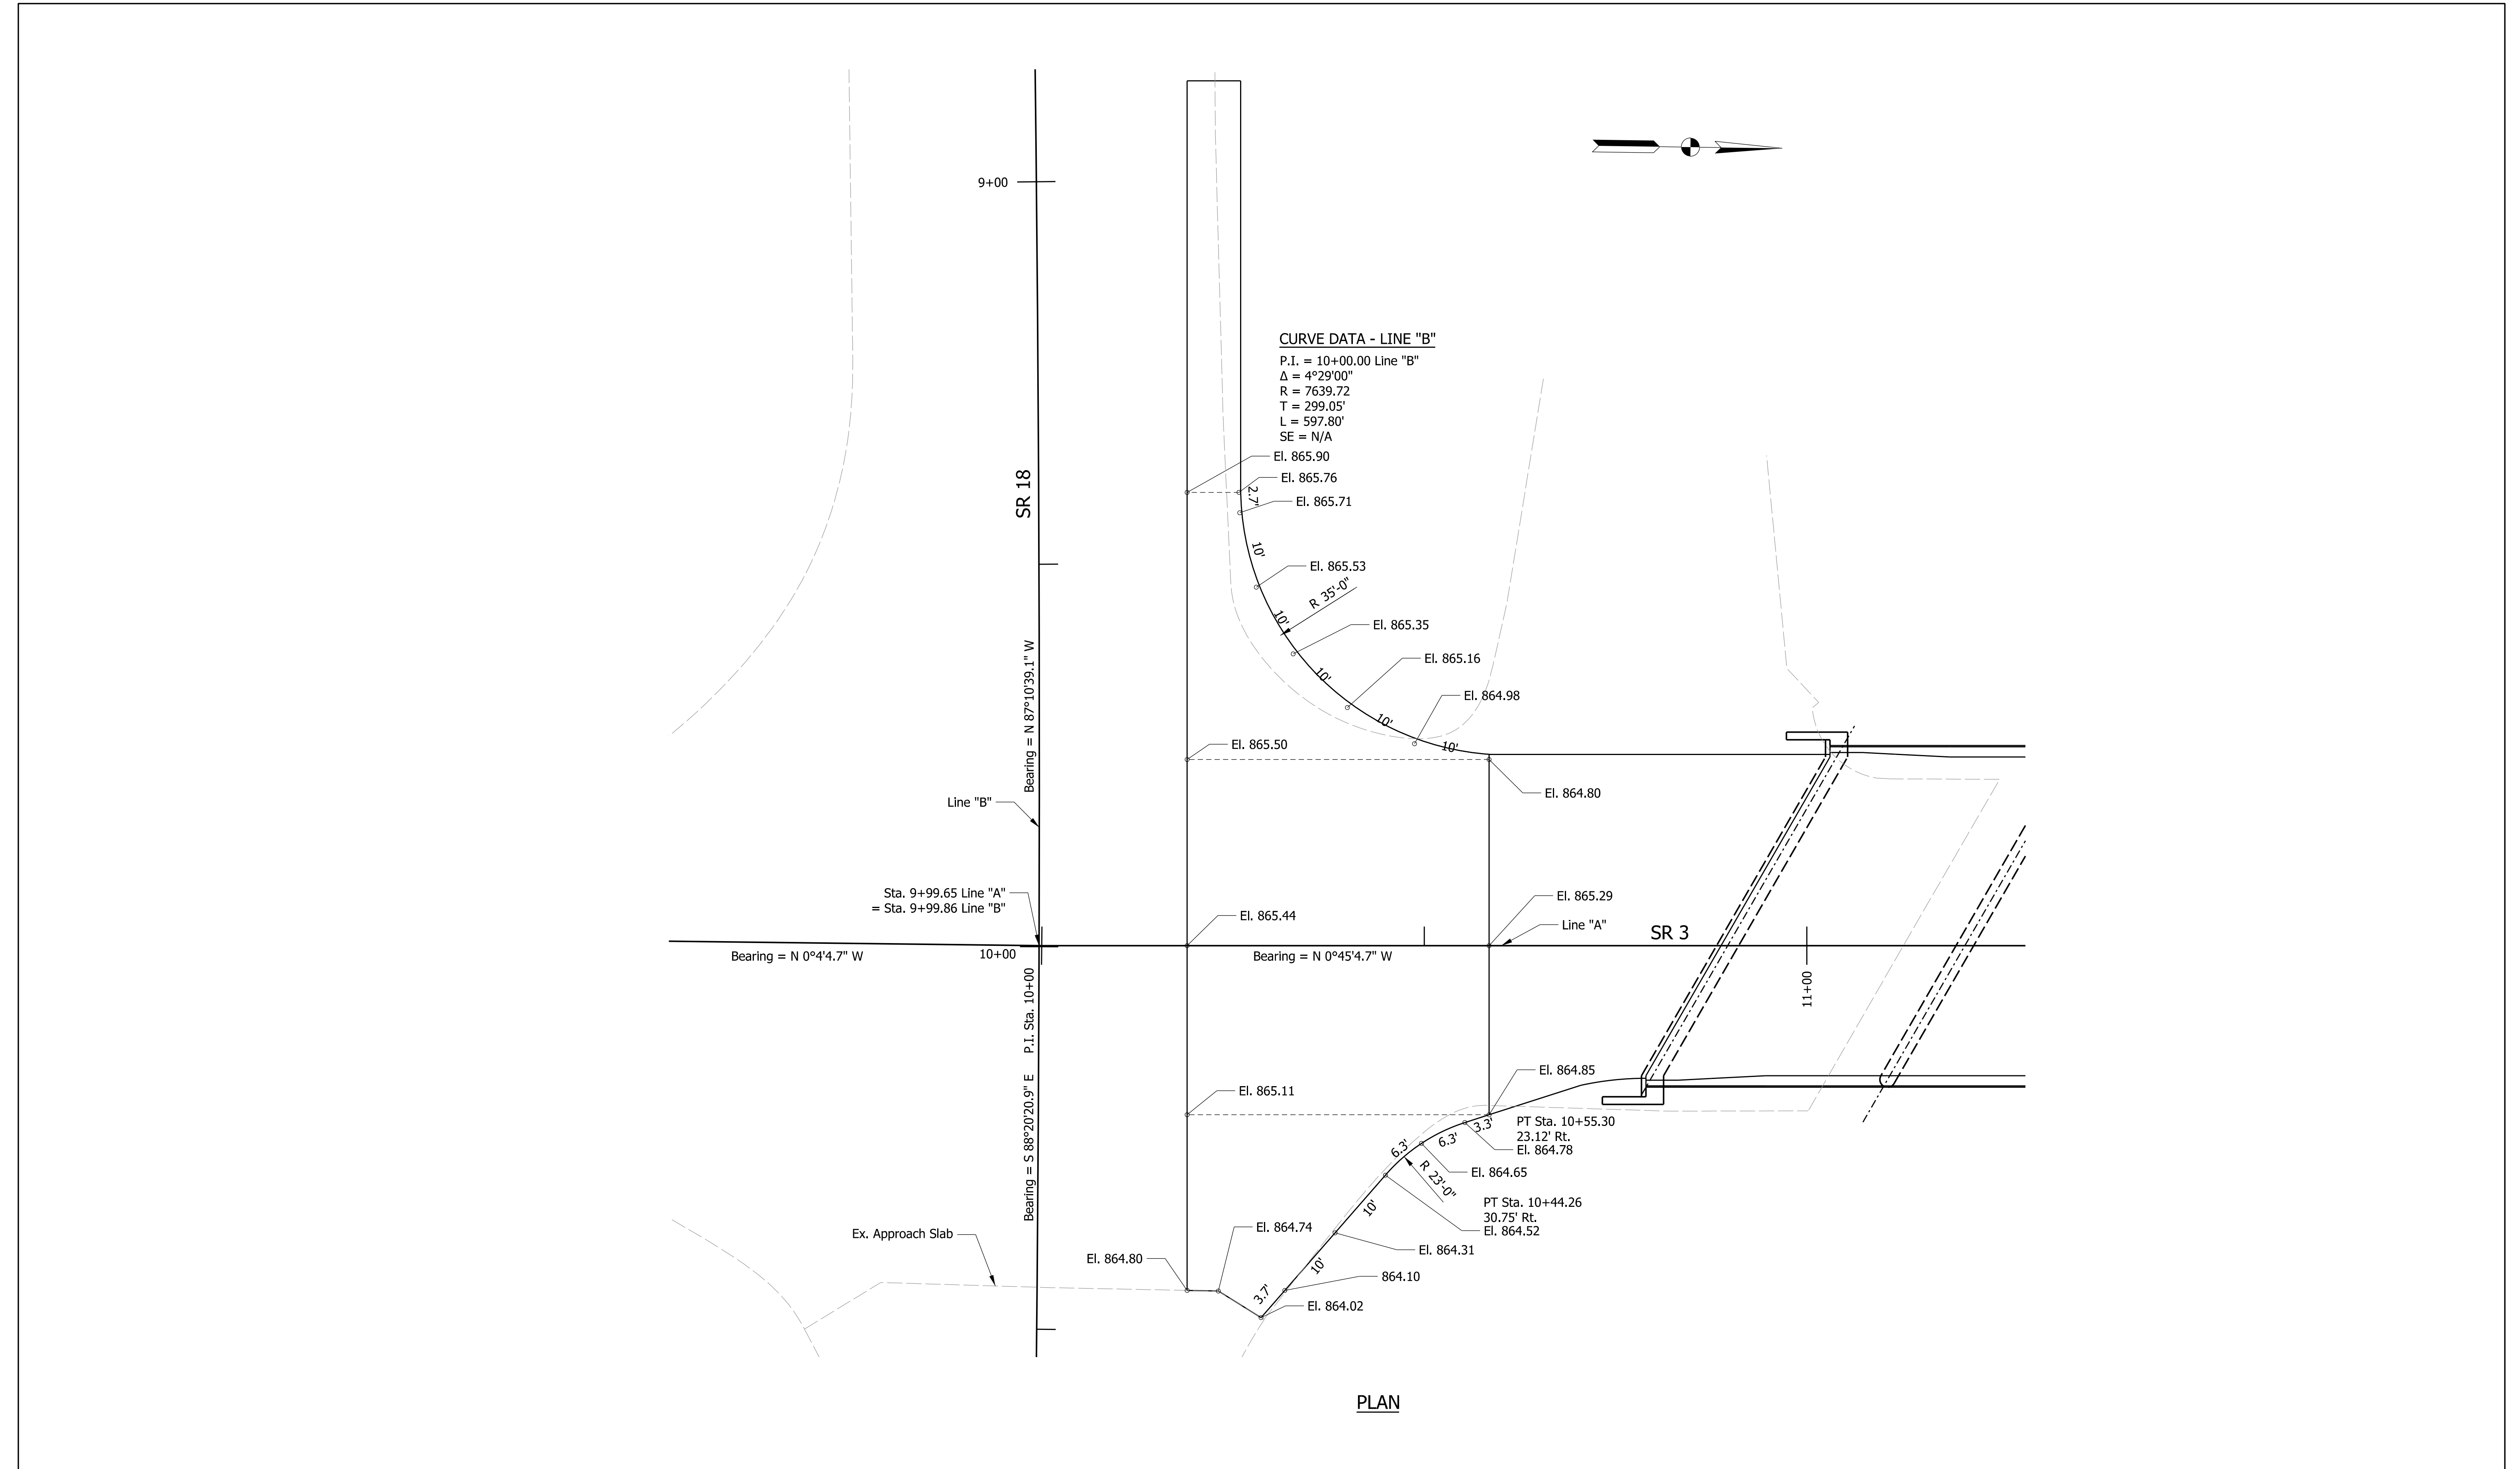 9+00
CURVE DATA - LINE "B"
P.I. = 10+00.00 Line "B"
Δ = 4°29'00"
R = 7639.72
T = 299.05'
L = 597.80'
SE = N/A
El. 865.90
El. 865.76
2.7'
El. 865.71
SR 18
10'
El. 865.53
R 35'-0"
10'
El. 865.35
El. 865.16
10'
El. 864.98
10'
10'
Bearing = N 87°10'39.1" W
El. 865.50
El. 864.80
Line "B"
Sta. 9+99.65 Line "A"
= Sta. 9+99.86 Line "B"
El. 865.44
El. 865.29
Line "A"
SR 3
Bearing = N 0°4'4.7" W
10+00
Bearing = N 0°45'4.7" W
11+00
P.I. Sta. 10+00
Bearing = S 88°20'20.9" E
El. 865.11
El. 864.85
PT Sta. 10+55.30
23.12' Rt.
El. 864.78
3.3'
6.3'
6.3'
El. 864.65
R 23'-0"
PT Sta. 10+44.26
30.75' Rt.
El. 864.52
10'
El. 864.74
Ex. Approach Slab
El. 864.31
El. 864.80
10'
864.10
3.7'
El. 864.02
PLAN